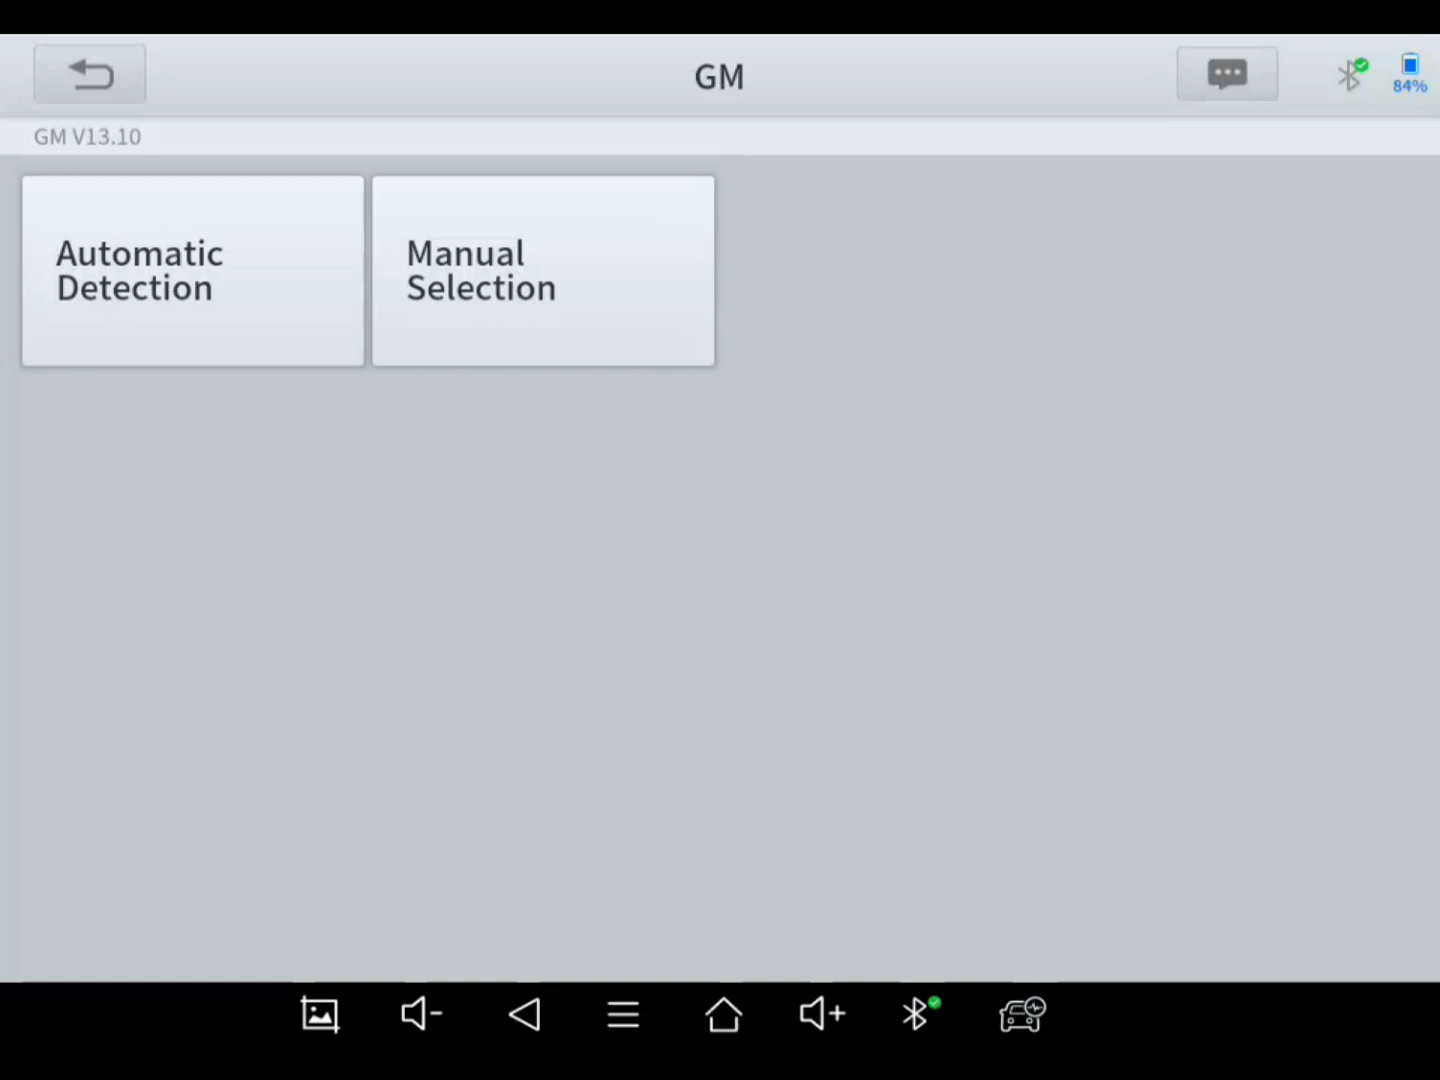 GM
84%
GM V13.10
Automatic
Detection
Manual
Selection